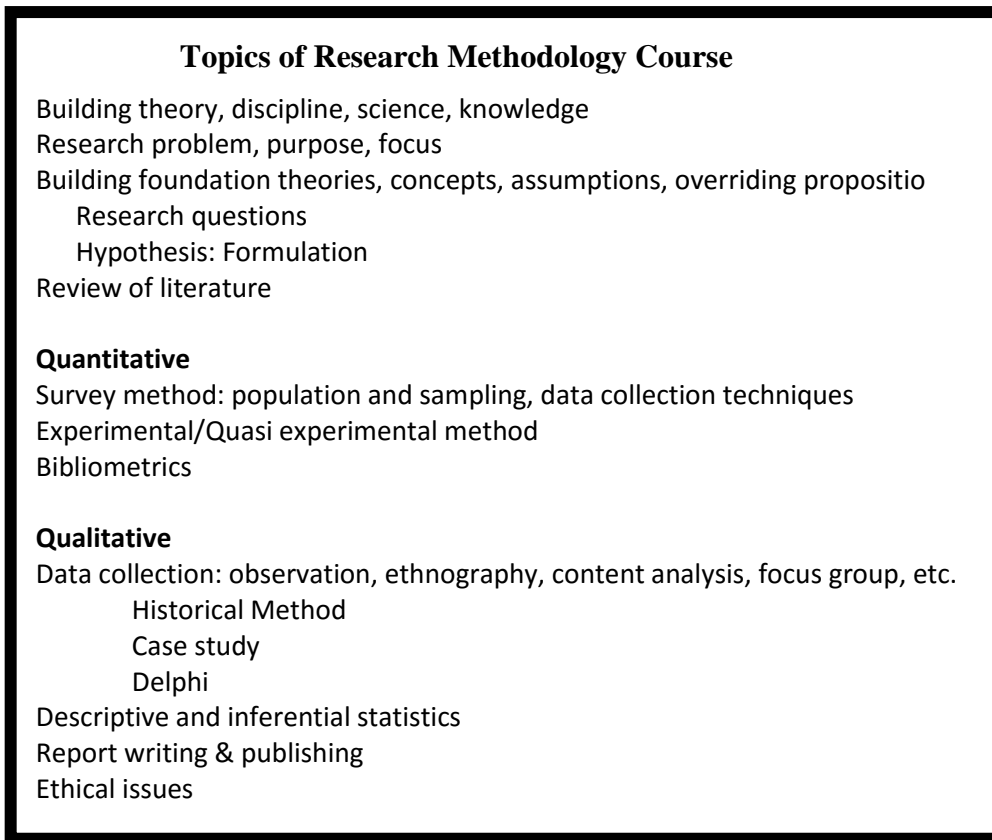 Topics of Research Methodology Course
Building theory, discipline, science, knowledge
Research problem, purpose, focus
Building foundation theories, concepts, assumptions, overriding propositio
Research questions
Hypothesis: Formulation
Review of literature
Quantitative
Survey method: population and sampling, data collection techniques
Experimental/Quasi experimental method
Bibliometrics
Qualitative
Data collection: observation, ethnography, content analysis, focus group, etc.
Historical Method
Case study
Delphi
Descriptive and inferential statistics
Report writing & publishing
Ethical issues